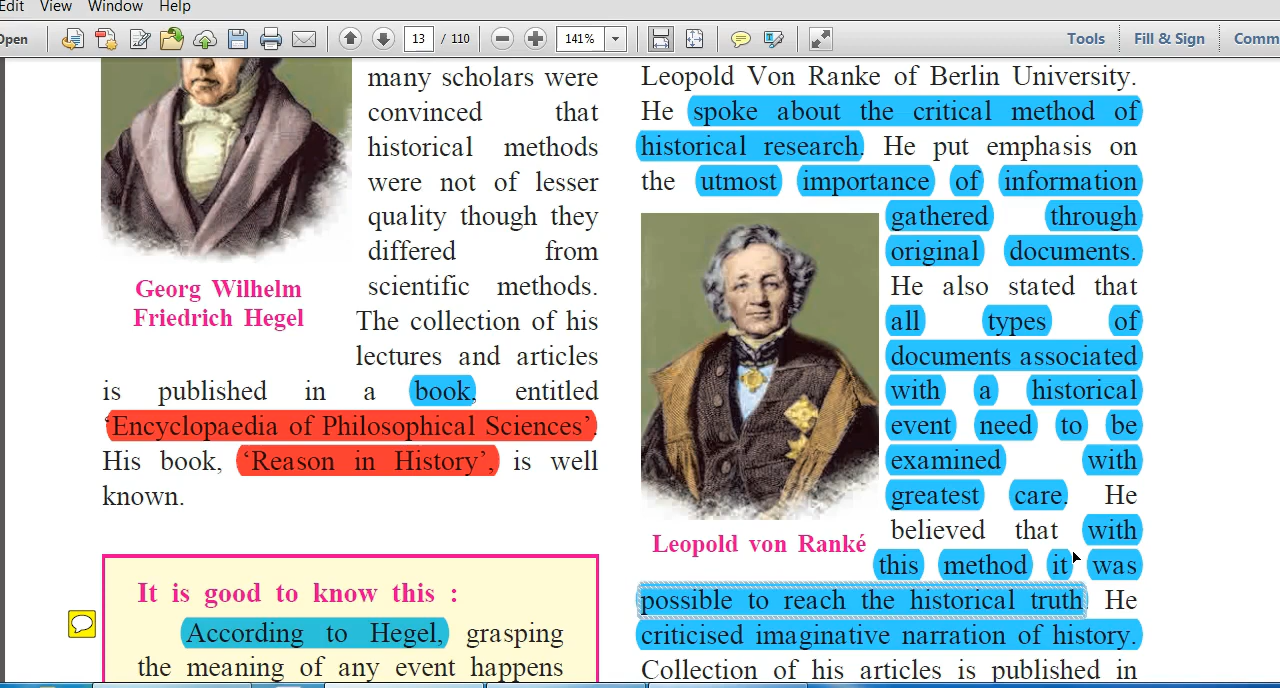 Edit View Window Help
Open 13 / 110 141% Tools Fill & Sign Comm
many scholars were
convinced that
historical methods
were not of lesser
quality though they
differed from
scientific methods.
Georg Wilhelm
Friedrich Hegel
The collection of his
lectures and articles
is published in a book, entitled
‘Encyclopaedia of Philosophical Sciences’.
His book, ‘Reason in History’, is well
known.
It is good to know this :
According to Hegel, grasping
the meaning of any event happens
Leopold Von Ranke of Berlin University.
He spoke about the critical method of
historical research. He put emphasis on
the utmost importance of information
gathered through
original documents.
He also stated that
all types of
documents associated
with a historical
event need to be
examined with
greatest care. He
believed that with
Leopold von Ranké
this method it was
possible to reach the historical truth He
criticised imaginative narration of history.
Collection of his articles is published in